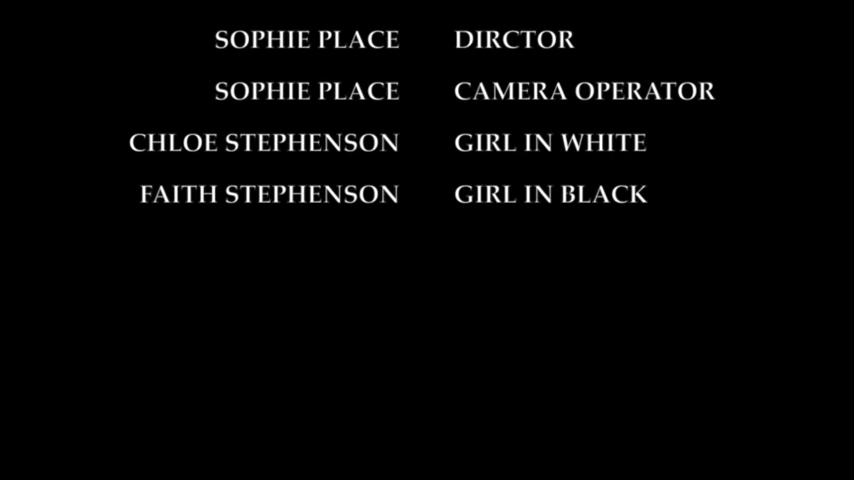 SOPHIE PLACE DIRCTOR
SOPHIE PLACE CAMERA OPERATOR
CHLOE STEPHENSON GIRL IN WHITE
FAITH STEPHENSON GIRL IN BLACK